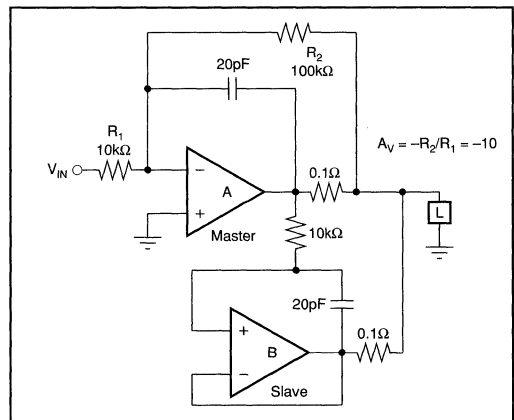 R2
100kΩ
20pF
R1
10kΩ
AV = –R2/R1 = –10
VIN
–
A
+
0.1Ω
L
Master
10kΩ
20pF
0.1Ω
+
B
–
Slave